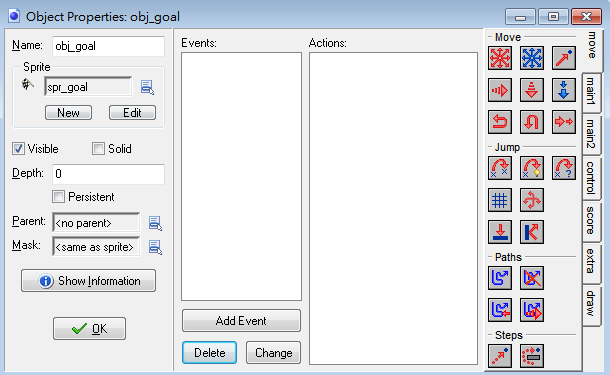 Object Properties: obj_goal
Name: obj_goal
Sprite
spr_goal
New Edit
Visible Solid
Depth: 0
Persistent
Parent: <no parent>
Mask: <same as sprite>
Show Information
OK
Events:
Add Event
Delete Change
Actions:
Move
Jump
Paths
Steps
move
main1
main2
control
score
extra
draw